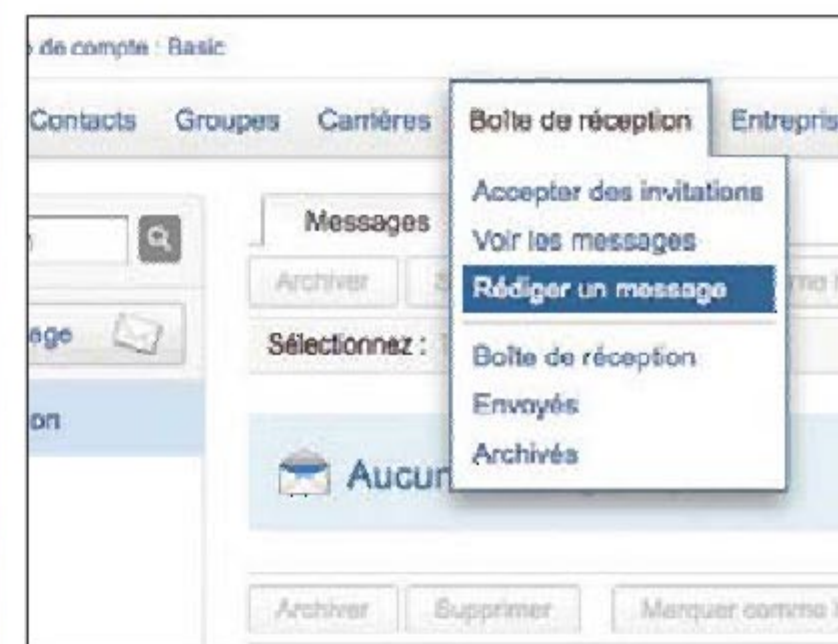 de compte : Basic
Contacts Groupes Carrières Boîte de réception Entrepris
Accepter des invitations
Messages
Voir les messages
Archiver
Rédiger un message
age
Sélectionnez :
Boîte de réception
on
Envoyés
Archivés
Aucun
Archiver Supprimer Marquer comme